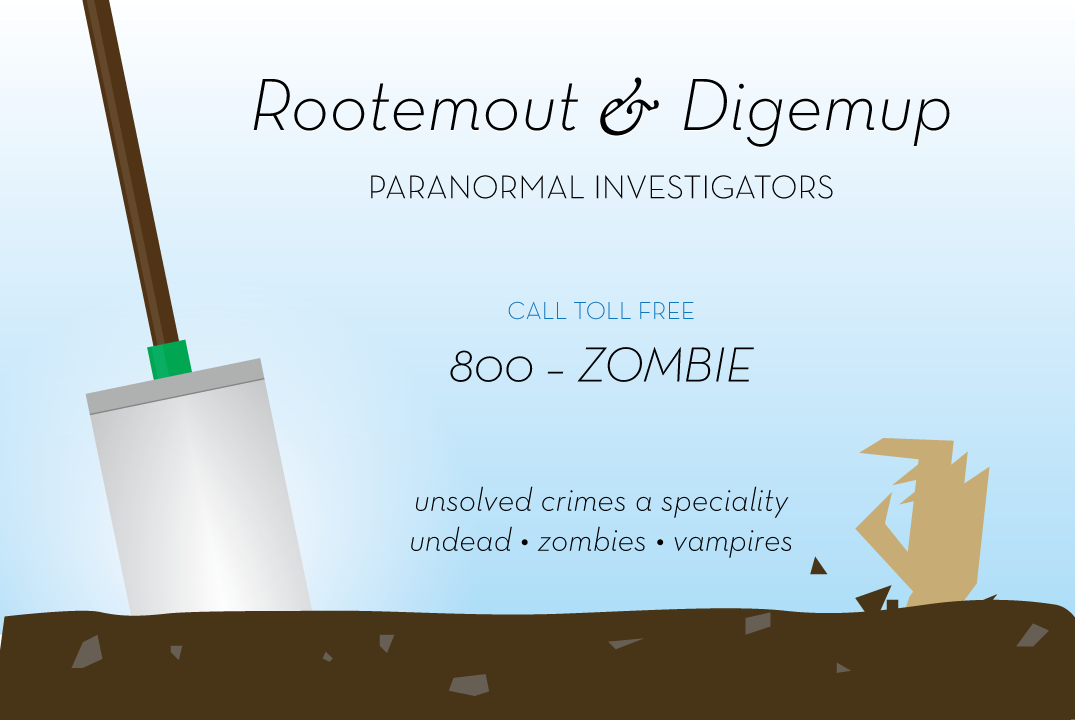 Rootemout & Digemup
PARANORMAL INVESTIGATORS
CALL TOLL FREE
800 – ZOMBIE
unsolved crimes a speciality
undead • zombies • vampires